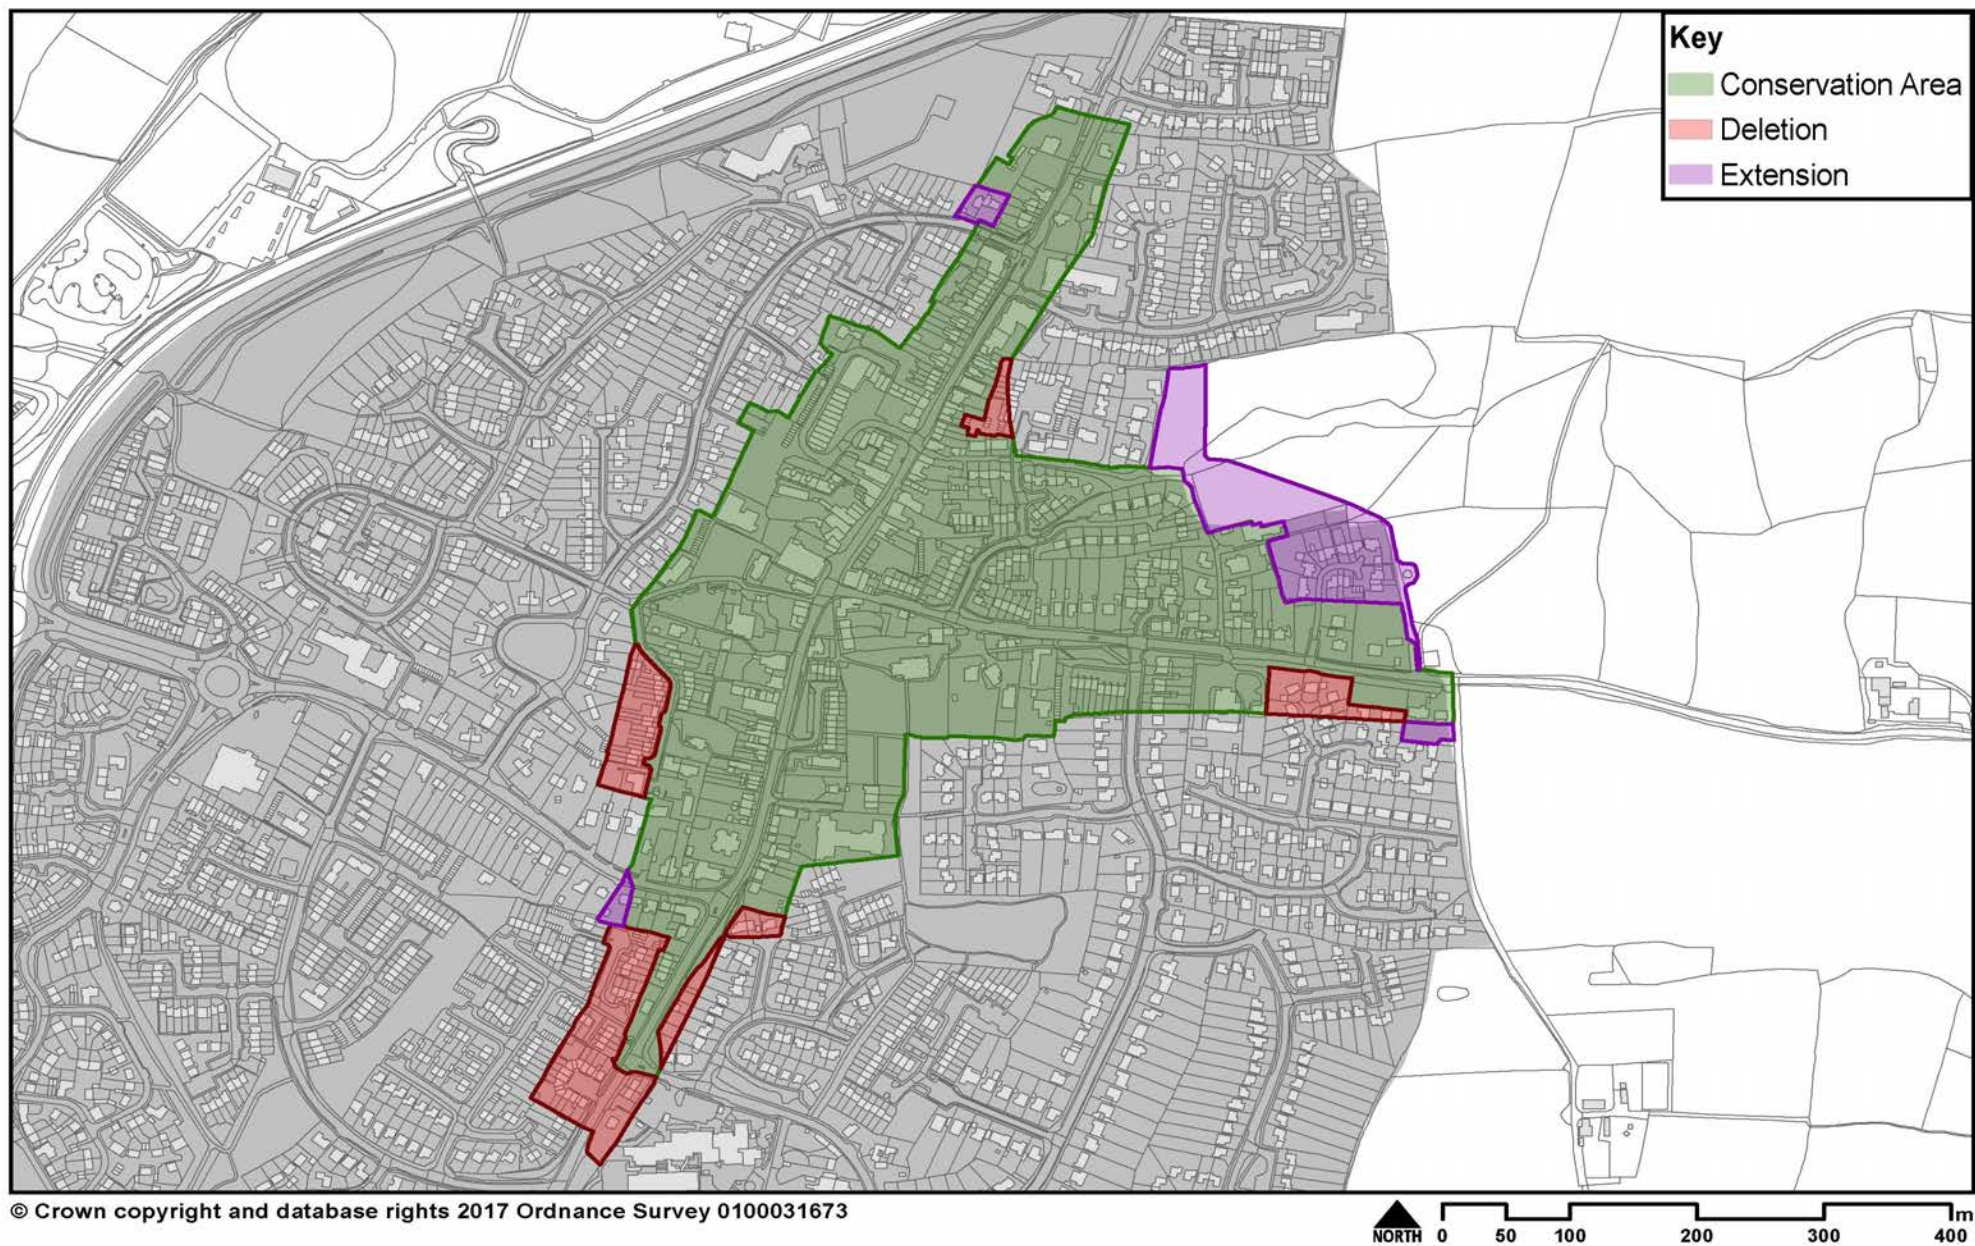 Key
Conservation Area
Deletion
Extension
© Crown copyright and database rights 2017 Ordnance Survey 0100031673
NORTH 0 50 100 200 300 400 m